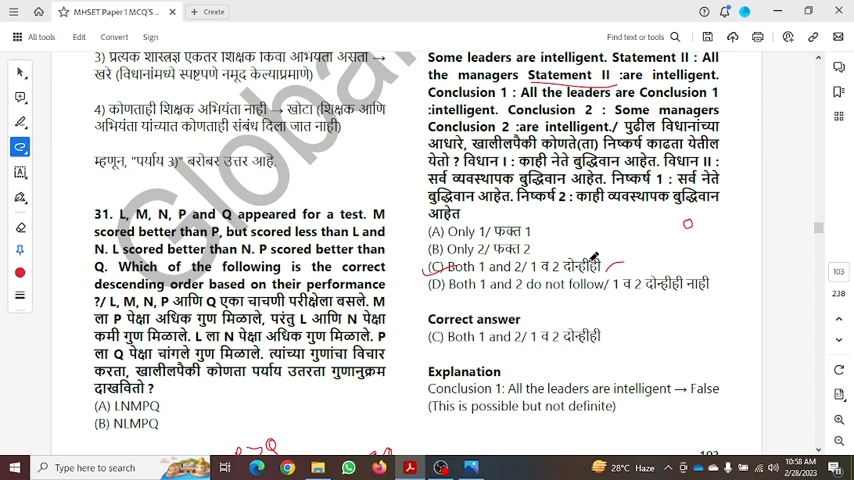 MHSET Paper 1 MCQ'S ...
Create
All tools
Edit
Convert
Sign
Find text or tools
3) प्रत्येक शास्त्रज्ञ एकतर शिक्षक किंवा अभियंता असतो →
खरे (विधानांमध्ये स्पष्टपणे नमूद केल्याप्रमाणे)
4) कोणताही शिक्षक अभियंता नाही → खोटा (शिक्षक आणि
अभियंता यांच्यात कोणताही संबंध दिला जात नाही)
म्हणून, "पर्याय 3)" बरोबर उत्तर आहे.
31. L, M, N, P and Q appeared for a test. M
scored better than P, but scored less than L and
N. L scored better than N. P scored better than
Q. Which of the following is the correct
descending order based on their performance
?/ L, M, N, P आणि Q एका चाचणी परीक्षेला बसले. M
ला P पेक्षा अधिक गुण मिळाले, परंतु L आणि N पेक्षा
कमी गुण मिळाले. L ला N पेक्षा अधिक गुण मिळाले. P
ला Q पेक्षा चांगले गुण मिळाले. त्यांच्या गुणांचा विचार
करता, खालीलपैकी कोणता पर्याय उतरता गुणानुक्रम
दाखवितो ?
(A) LNMPQ
(B) NLMPQ
Some leaders are intelligent. Statement II : All
the managers Statement II :are intelligent.
Conclusion 1 : All the leaders are Conclusion 1
:intelligent. Conclusion 2 : Some managers
Conclusion 2 :are intelligent./ पुढील विधानांच्या
आधारे, खालीलपैकी कोणते(ता) निष्कर्ष काढता येतील
येतो ? विधान I : काही नेते बुद्धिवान आहेत. विधान II :
सर्व व्यवस्थापक बुद्धिवान आहेत. निष्कर्ष 1 : सर्व नेते
बुद्धिवान आहेत. निष्कर्ष 2 : काही व्यवस्थापक बुद्धिवान
आहेत
(A) Only 1/ फक्त 1
(B) Only 2/ फक्त 2
(C) Both 1 and 2/ 1 व 2 दोन्हीही
(D) Both 1 and 2 do not follow/ 1 व 2 दोन्हीही नाही
Correct answer
(C) Both 1 and 2/ 1 व 2 दोन्हीही
Explanation
Conclusion 1: All the leaders are intelligent → False
(This is possible but not definite)
Global
103
238
Type here to search
28°C Haze
10:58 AM
2/28/2023